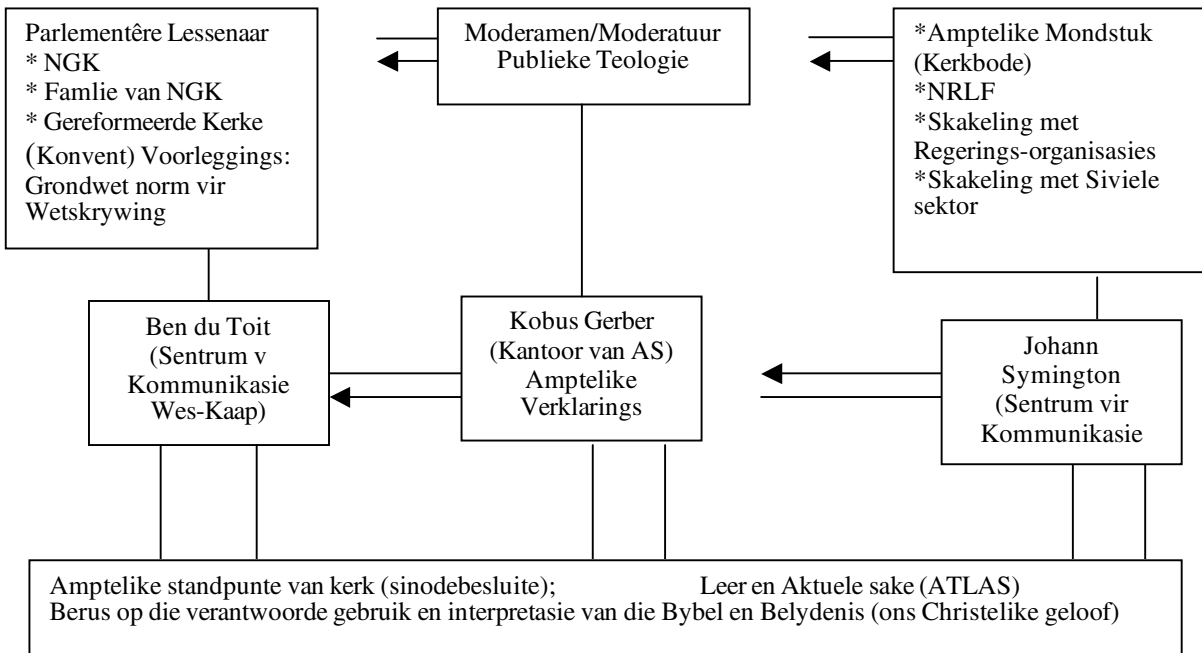 Parlementêre Lessenaar
* NGK
* Famlie van NGK
* Gereformeerde Kerke
(Konvent) Voorleggings:
Grondwet norm vir
Wetskrywing
Moderamen/Moderatuur
Publieke Teologie
*Amptelike Mondstuk
(Kerkbode)
*NRLF
*Skakeling met
Regerings-organisasies
*Skakeling met Siviele
sektor
Ben du Toit
(Sentrum v
Kommunikasie
Wes-Kaap)
Kobus Gerber
(Kantoor van AS)
Amptelike
Verklarings
Johann
Symington
(Sentrum vir
Kommunikasie
Amptelike standpunte van kerk (sinodebesluite); Leer en Aktuele sake (ATLAS)
Berus op die verantwoorde gebruik en interpretasie van die Bybel en Belydenis (ons Christelike geloof)